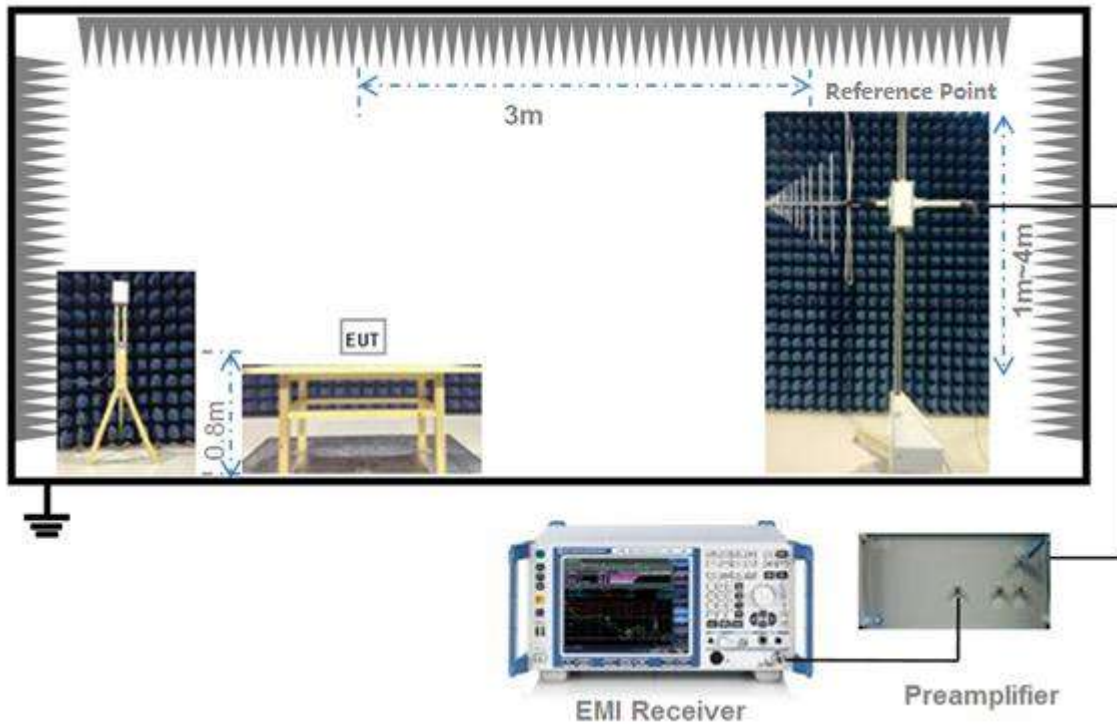 Reference Point
3m
1m~4m
EUT
0.8m
EMI Receiver
Preamplifier